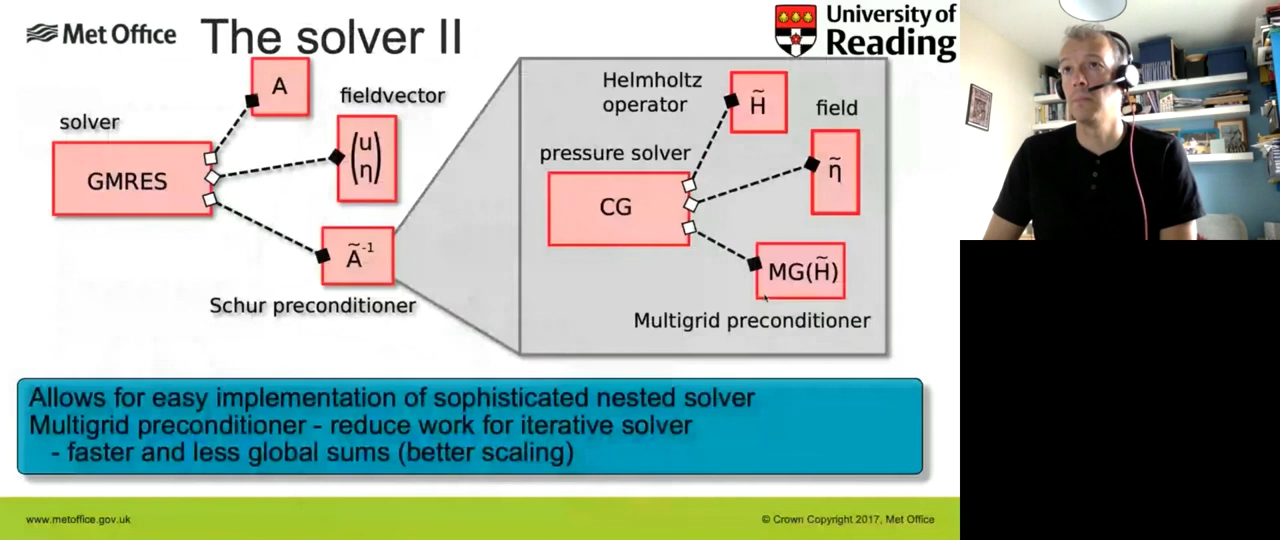 Met Office
The solver II
University of
Reading
solver
A
fieldvector
GMRES
(u
η)
Ã⁻¹
Schur preconditioner
Helmholtz
operator
H̃
field
pressure solver
CG
η̃
MG(H̃)
Multigrid preconditioner
Allows for easy implementation of sophisticated nested solver
Multigrid preconditioner - reduce work for iterative solver
- faster and less global sums (better scaling)
www.metoffice.gov.uk
© Crown Copyright 2017, Met Office